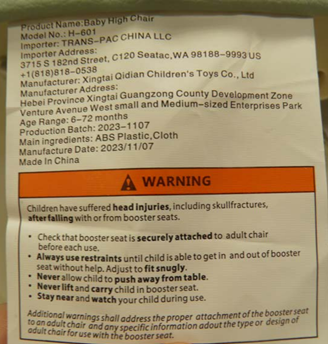 Product Name:Baby High Chair
Model No.: H-601
Importer: TRANS-PAC CHINA LLC
Importer Address:
3715 S 182nd Street, C120 Seatac,WA 98188-9993 US
+1(818)818-0538
Manufacturer: Xingtai Qidian Children's Toys Co., Ltd
Manufacturer Address:
Hebei Province Xingtai Guangzong County Development Zone
Venture Avenue West small and Medium-sized Enterprises Park
Age Range: 6-72 months
Production Batch: 2023-1107
Main ingredients: ABS Plastic,Cloth
Manufacture Date: 2023/11/07
Made In China
WARNING
Children have suffered head injuries, including skullfractures,
afterfalling with or from booster seats.
• Check that booster seat is securely attached to adult chair
before each use.
• Always use restraints until child is able to get in and out of booster
seat without help. Adjust to fit snugly.
• Never allow child to push away from table.
• Never lift and carry child in booster seat.
• Stay near and watch your child during use.
Additional warnings shall address the proper attachment of the booster seat
to an adult chair and any specific information adout the type or design of
adult chair for use with the booster seat.